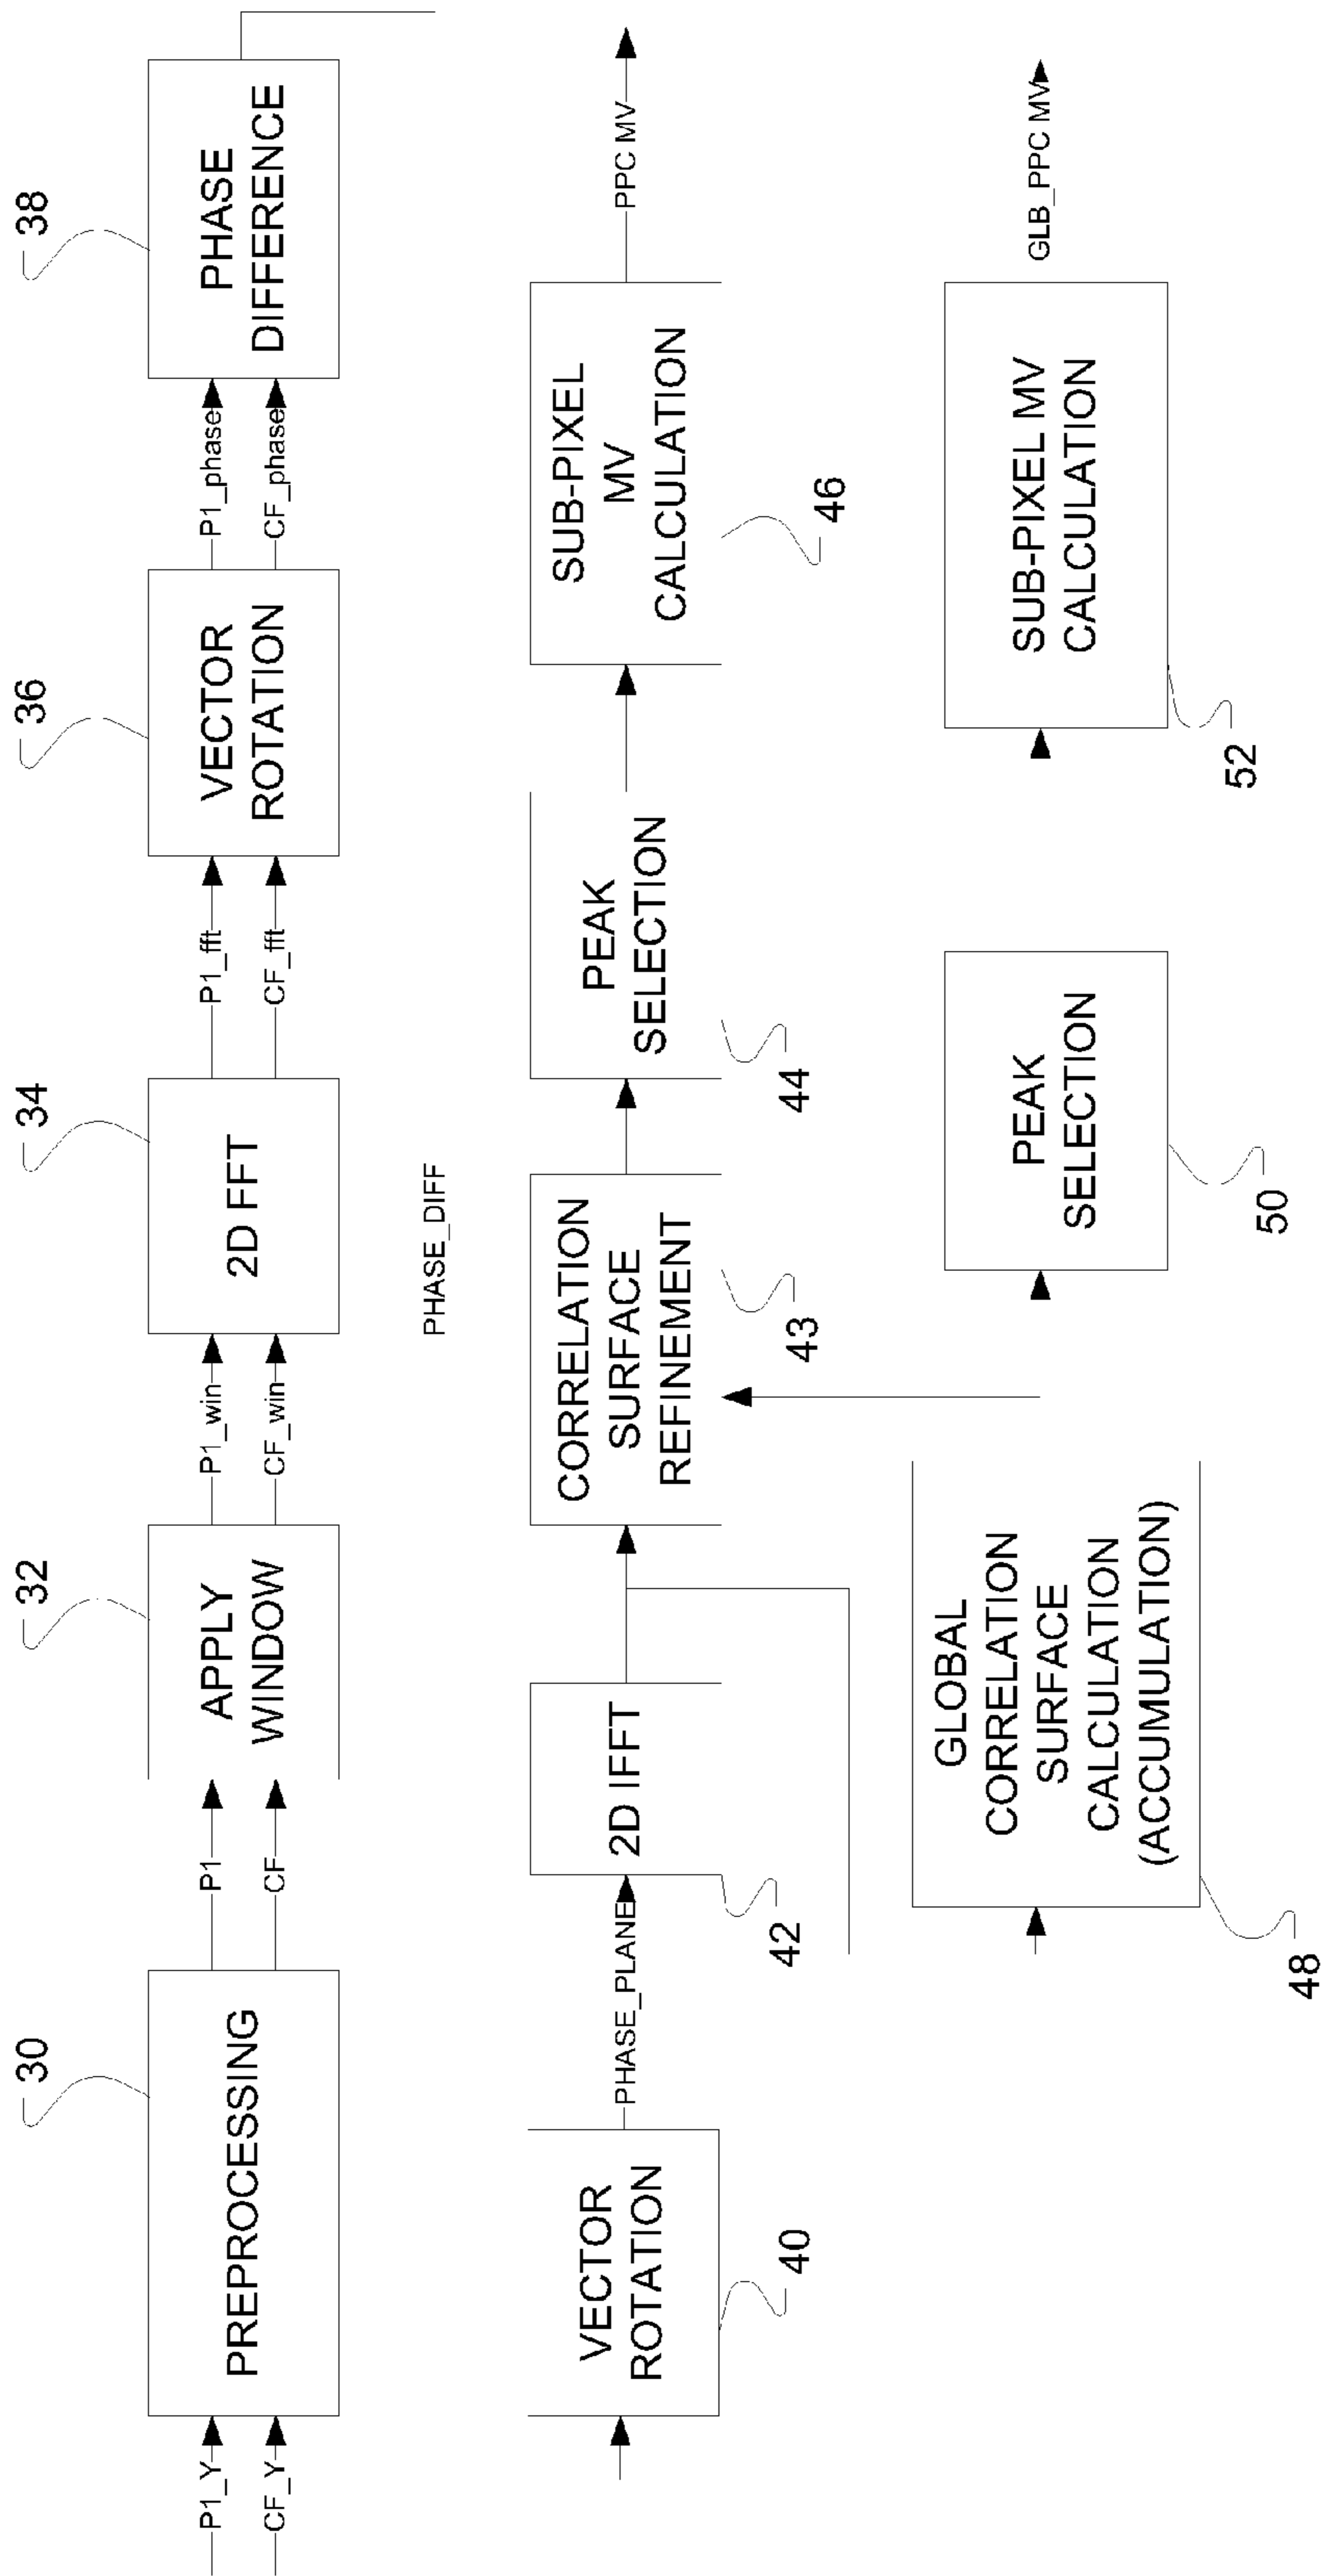 30
32
34
36
38
P1_Y
CF_Y
PREPROCESSING
P1
CF
APPLY
WINDOW
P1_win
CF_win
2D FFT
P1_fft
CF_fft
VECTOR
ROTATION
P1_phase
CF_phase
PHASE
DIFFERENCE
PHASE_DIFF
VECTOR
ROTATION
PHASE_PLANE
2D IFFT
CORRELATION
SURFACE
REFINEMENT
PEAK
SELECTION
SUB-PIXEL
MV
CALCULATION
PPC MV
40
42
43
44
46
GLOBAL
CORRELATION
SURFACE
CALCULATION
(ACCUMULATION)
PEAK
SELECTION
SUB-PIXEL MV
CALCULATION
GLB_PPC MV
48
50
52